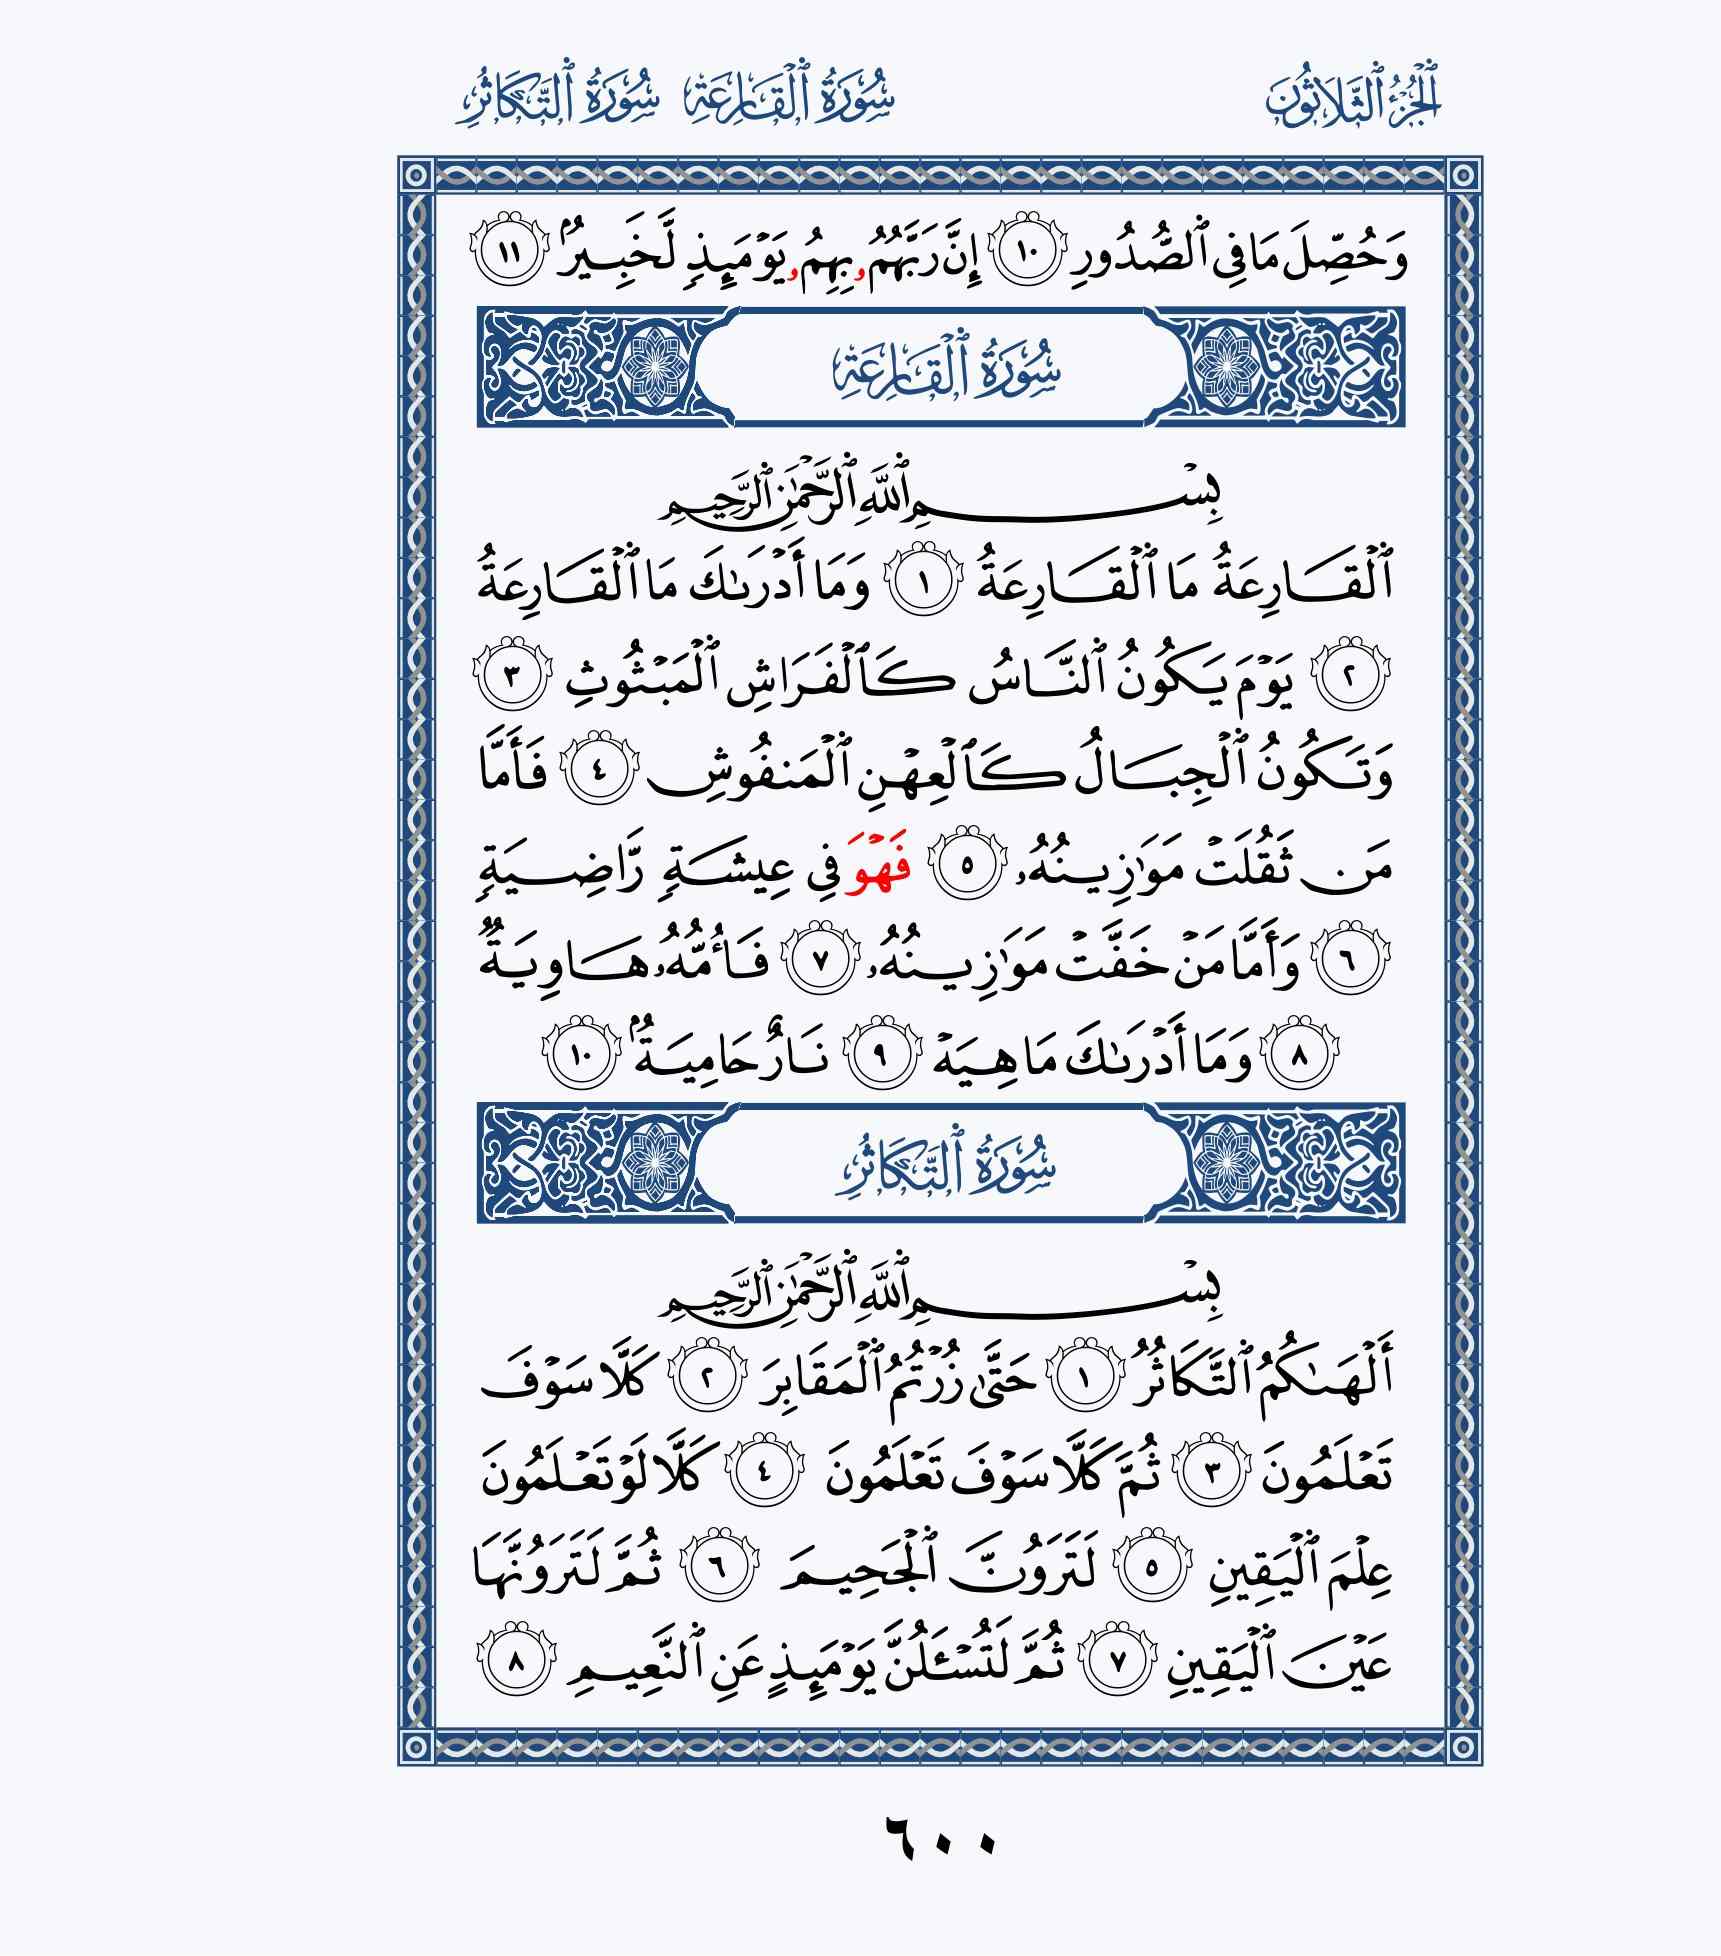 الجُزْءُ ٱلثَّلَاثُونَ سُورَةُ ٱلْقَارِعَةِ سُورَةُ ٱلتَّكَاثُرِ
وَحُصِّلَ مَا فِي ٱلصُّدُورِ ١٠ إِنَّ رَبَّهُمُۥ بِهِمُۥ يَوْمَئِذٍ لَّخَبِيرٌۢ ١١
سُورَةُ ٱلْقَارِعَةِ
بِسْمِ ٱللَّهِ ٱلرَّحْمَٰنِ ٱلرَّحِيمِ
ٱلْقَارِعَةُ مَا ٱلْقَارِعَةُ ١ وَمَا أَدْرَىٰكَ مَا ٱلْقَارِعَةُ
٢ يَوْمَ يَكُونُ ٱلنَّاسُ كَٱلْفَرَاشِ ٱلْمَبْثُوثِ ٣
وَتَكُونُ ٱلْجِبَالُ كَٱلْعِهْنِ ٱلْمَنفُوشِ ٤ فَأَمَّا
مَن ثَقُلَتْ مَوَٰزِينُهُۥ ٥ فَهْوَ فِي عِيشَةٍ رَّاضِيَةٍ
٦ وَأَمَّا مَنْ خَفَّتْ مَوَٰزِينُهُۥ ٧ فَأُمُّهُۥ هَاوِيَةٌ
٨ وَمَا أَدْرَىٰكَ مَا هِيَهْ ٩ نَارٌ حَامِيَةٌۢ ١٠
سُورَةُ ٱلتَّكَاثُرِ
بِسْمِ ٱللَّهِ ٱلرَّحْمَٰنِ ٱلرَّحِيمِ
أَلْهَىٰكُمُ ٱلتَّكَاثُرُ ١ حَتَّىٰ زُرْتُمُ ٱلْمَقَابِرَ ٢ كَلَّا سَوْفَ
تَعْلَمُونَ ٣ ثُمَّ كَلَّا سَوْفَ تَعْلَمُونَ ٤ كَلَّا لَوْ تَعْلَمُونَ
عِلْمَ ٱلْيَقِينِ ٥ لَتَرَوُنَّ ٱلْجَحِيمَ ٦ ثُمَّ لَتَرَوُنَّهَا
عَيْنَ ٱلْيَقِينِ ٧ ثُمَّ لَتُسْـَٔلُنَّ يَوْمَئِذٍ عَنِ ٱلنَّعِيمِ ٨
٦٠٠